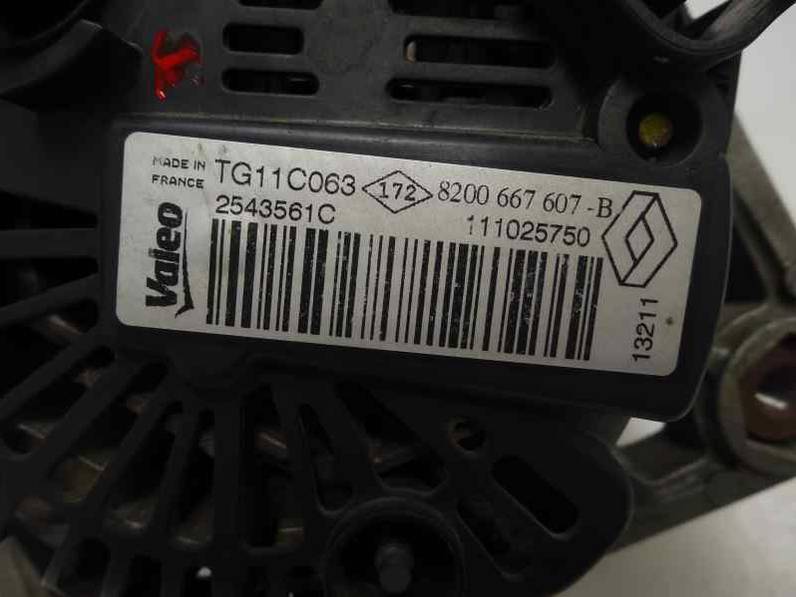 MADE IN
FRANCE
TG11C063
172
8200 667 607-B
2543561C
111025750
Valeo
13211